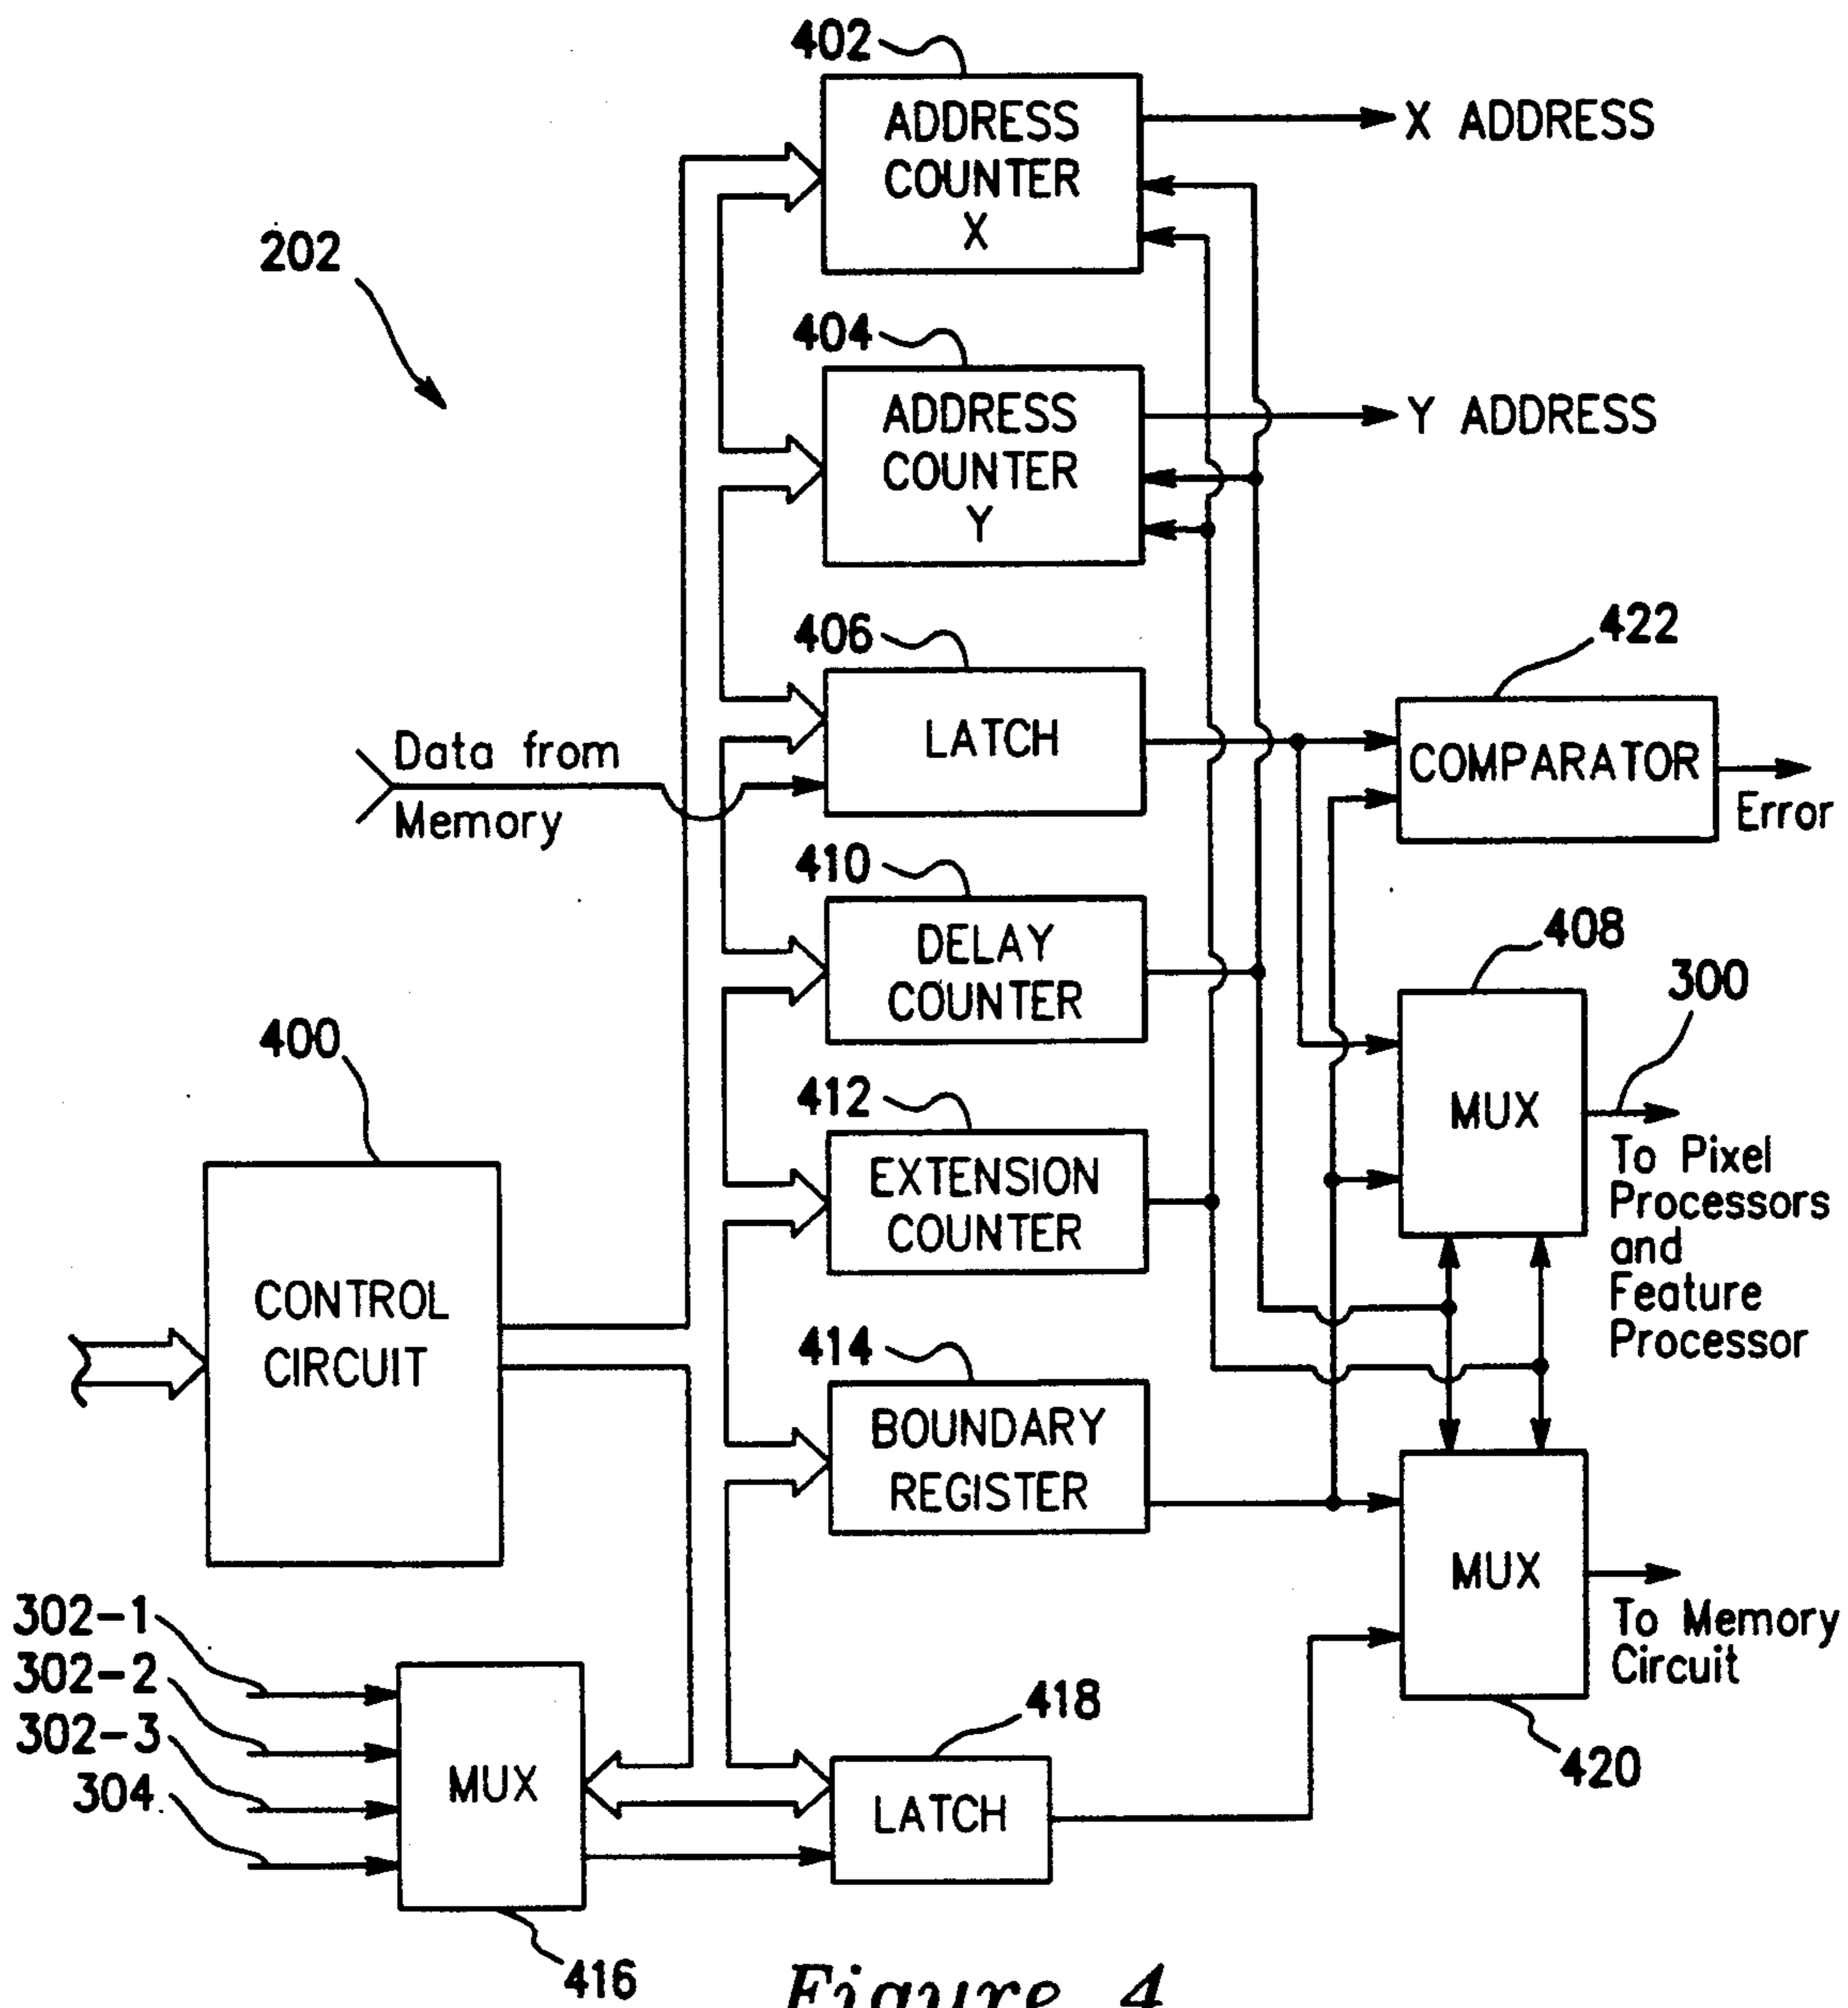 402
ADDRESS
COUNTER
X
X ADDRESS
202
404
ADDRESS
COUNTER
Y
Y ADDRESS
406
LATCH
422
COMPARATOR
Error
Data from
Memory
410
DELAY
COUNTER
408
300
MUX
To Pixel
Processors
and
Feature
Processor
400
CONTROL
CIRCUIT
412
EXTENSION
COUNTER
414
BOUNDARY
REGISTER
MUX
To Memory
Circuit
420
302-1
302-2
302-3
304
MUX
416
418
LATCH
Figure 4